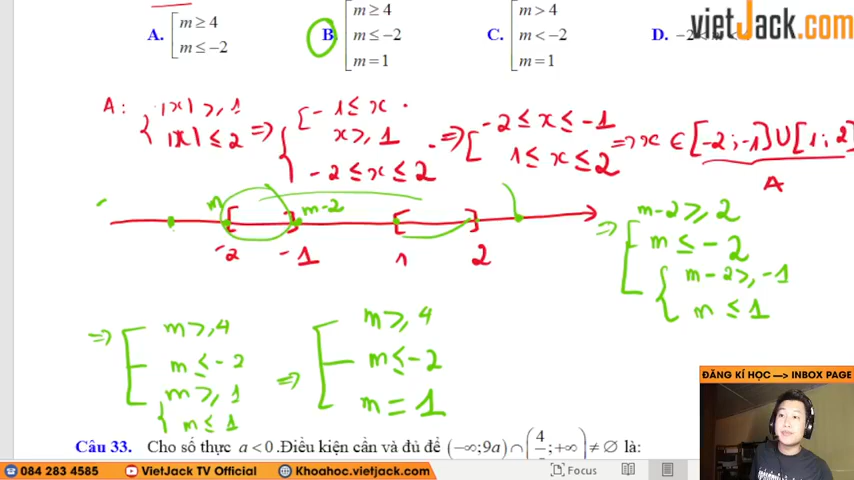 vietJack.com
A. [ m ≥ 4
m ≤ −2
B. [ m ≥ 4
m ≤ −2
m = 1
C. [ m > 4
m < −2
m = 1
D. −2
A: { |x| ≥ 1
|x| ≤ 2
⇒ { [ - 1 ≤ x
x ≥ 1
-2 ≤ x ≤ 2
⇒ [ -2 ≤ x ≤ -1
1 ≤ x ≤ 2
⇒ x ∈ [-2; -1] ∪ [1; 2]
A
m
m-2
-2
-1
1
2
⇒ [ m-2 ≥ 2
m ≤ -2
{ m-2 ≥ -1
m ≤ 1
⇒ [ m ≥ 4
m ≤ -2
{ m ≥ 1
m ≤ 1
⇒ [ m ≥ 4
m ≤ -2
m = 1
ĐĂNG KÍ HỌC —> INBOX PAGE
Câu 33. Cho số thực a < 0 .Điều kiện cần và đủ để (−∞;9a) ∩ (4/ ;+∞) ≠ ∅ là:
084 283 4585
VietJack TV Official
Khoahoc.vietjack.com
Focus